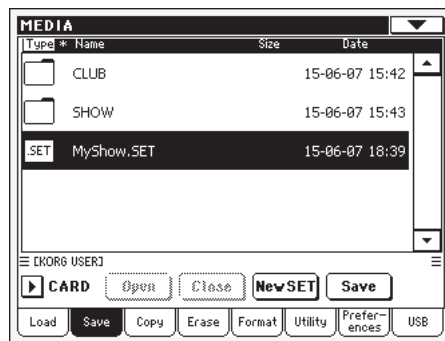 MEDIA
Type * Name Size Date
CLUB 15-06-07 15:42
SHOW 15-06-07 15:43
.SET MyShow.SET 15-06-07 18:39
[KORG USER]
CARD Open Close New SET Save
Load Save Copy Erase Format Utility Prefer-ences USB